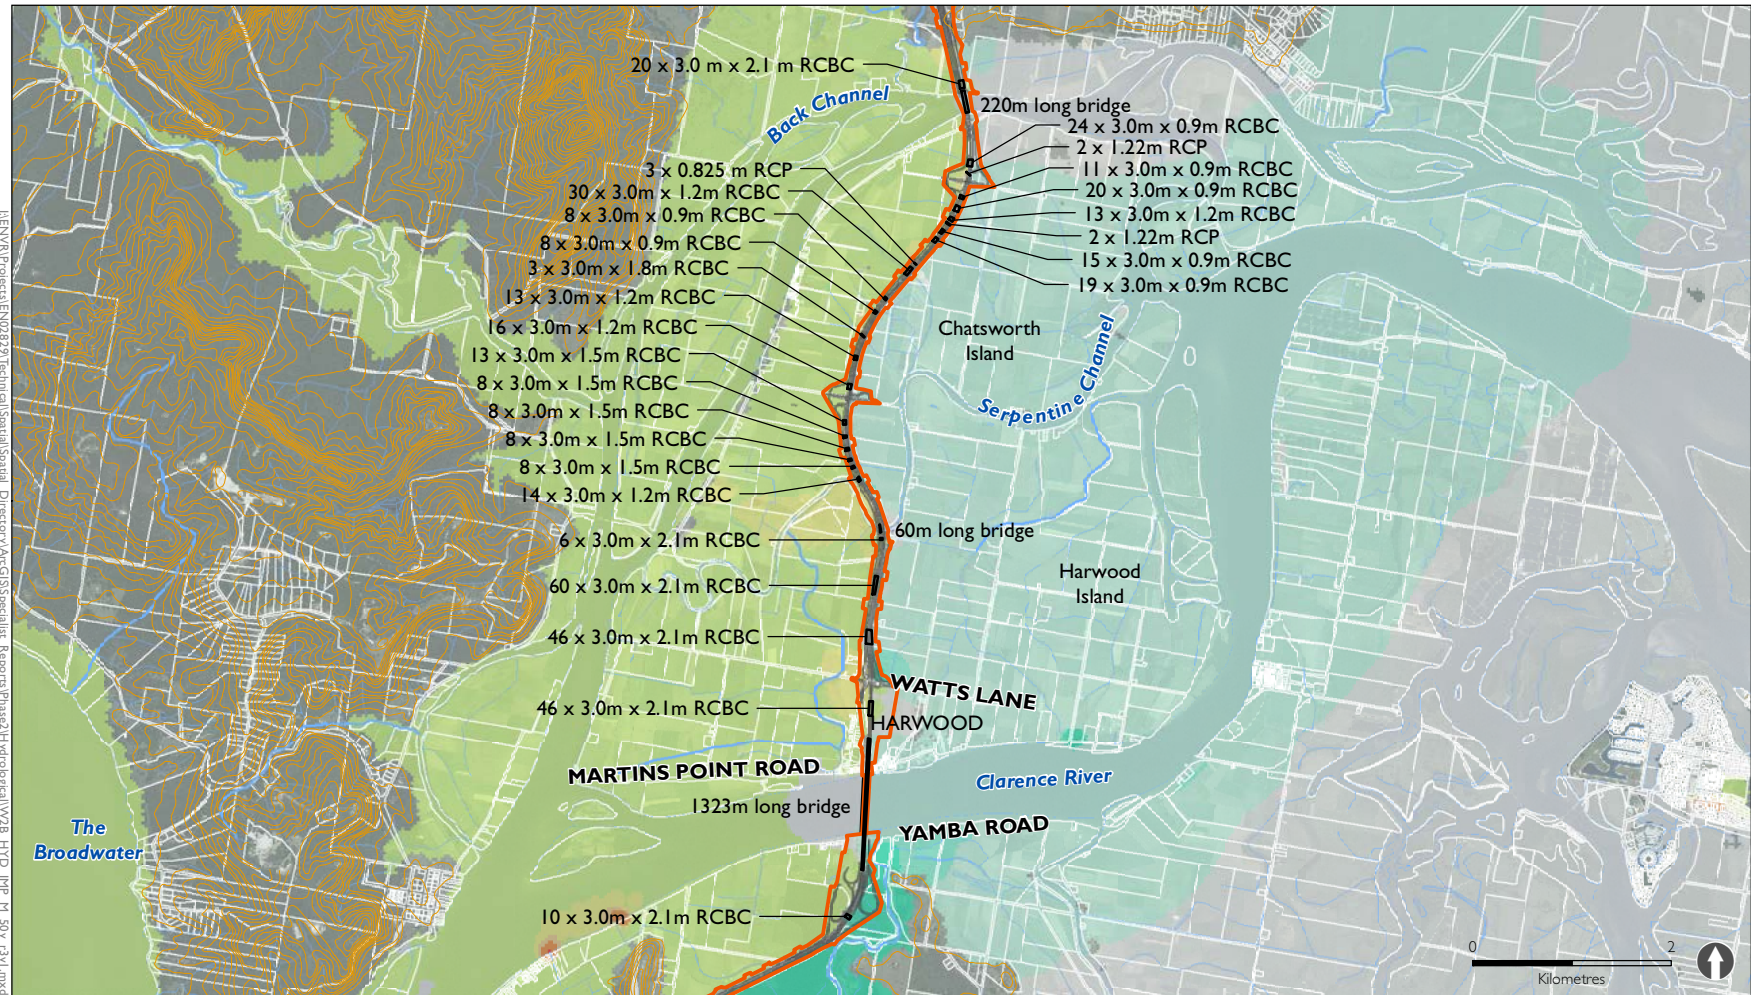 20 x 3.0 m x 2.1 m RCBC
Back Channel
220m long bridge
24 x 3.0m x 0.9m RCBC
2 x 1.22m RCP
11 x 3.0m x 0.9m RCBC
20 x 3.0m x 0.9m RCBC
13 x 3.0m x 1.2m RCBC
2 x 1.22m RCP
15 x 3.0m x 0.9m RCBC
19 x 3.0m x 0.9m RCBC
3 x 0.825 m RCP
30 x 3.0m x 1.2m RCBC
8 x 3.0m x 0.9m RCBC
8 x 3.0m x 0.9m RCBC
3 x 3.0m x 1.8m RCBC
13 x 3.0m x 1.2m RCBC
16 x 3.0m x 1.2m RCBC
13 x 3.0m x 1.5m RCBC
8 x 3.0m x 1.5m RCBC
8 x 3.0m x 1.5m RCBC
8 x 3.0m x 1.5m RCBC
8 x 3.0m x 1.5m RCBC
14 x 3.0m x 1.2m RCBC
Chatsworth
Island
Serpentine Channel
60m long bridge
6 x 3.0m x 2.1m RCBC
60 x 3.0m x 2.1m RCBC
46 x 3.0m x 2.1m RCBC
Harwood
Island
WATTS LANE
46 x 3.0m x 2.1m RCBC
HARWOOD
MARTINS POINT ROAD
Clarence River
1323m long bridge
YAMBA ROAD
The
Broadwater
10 x 3.0m x 2.1m RCBC
0 2
Kilometres